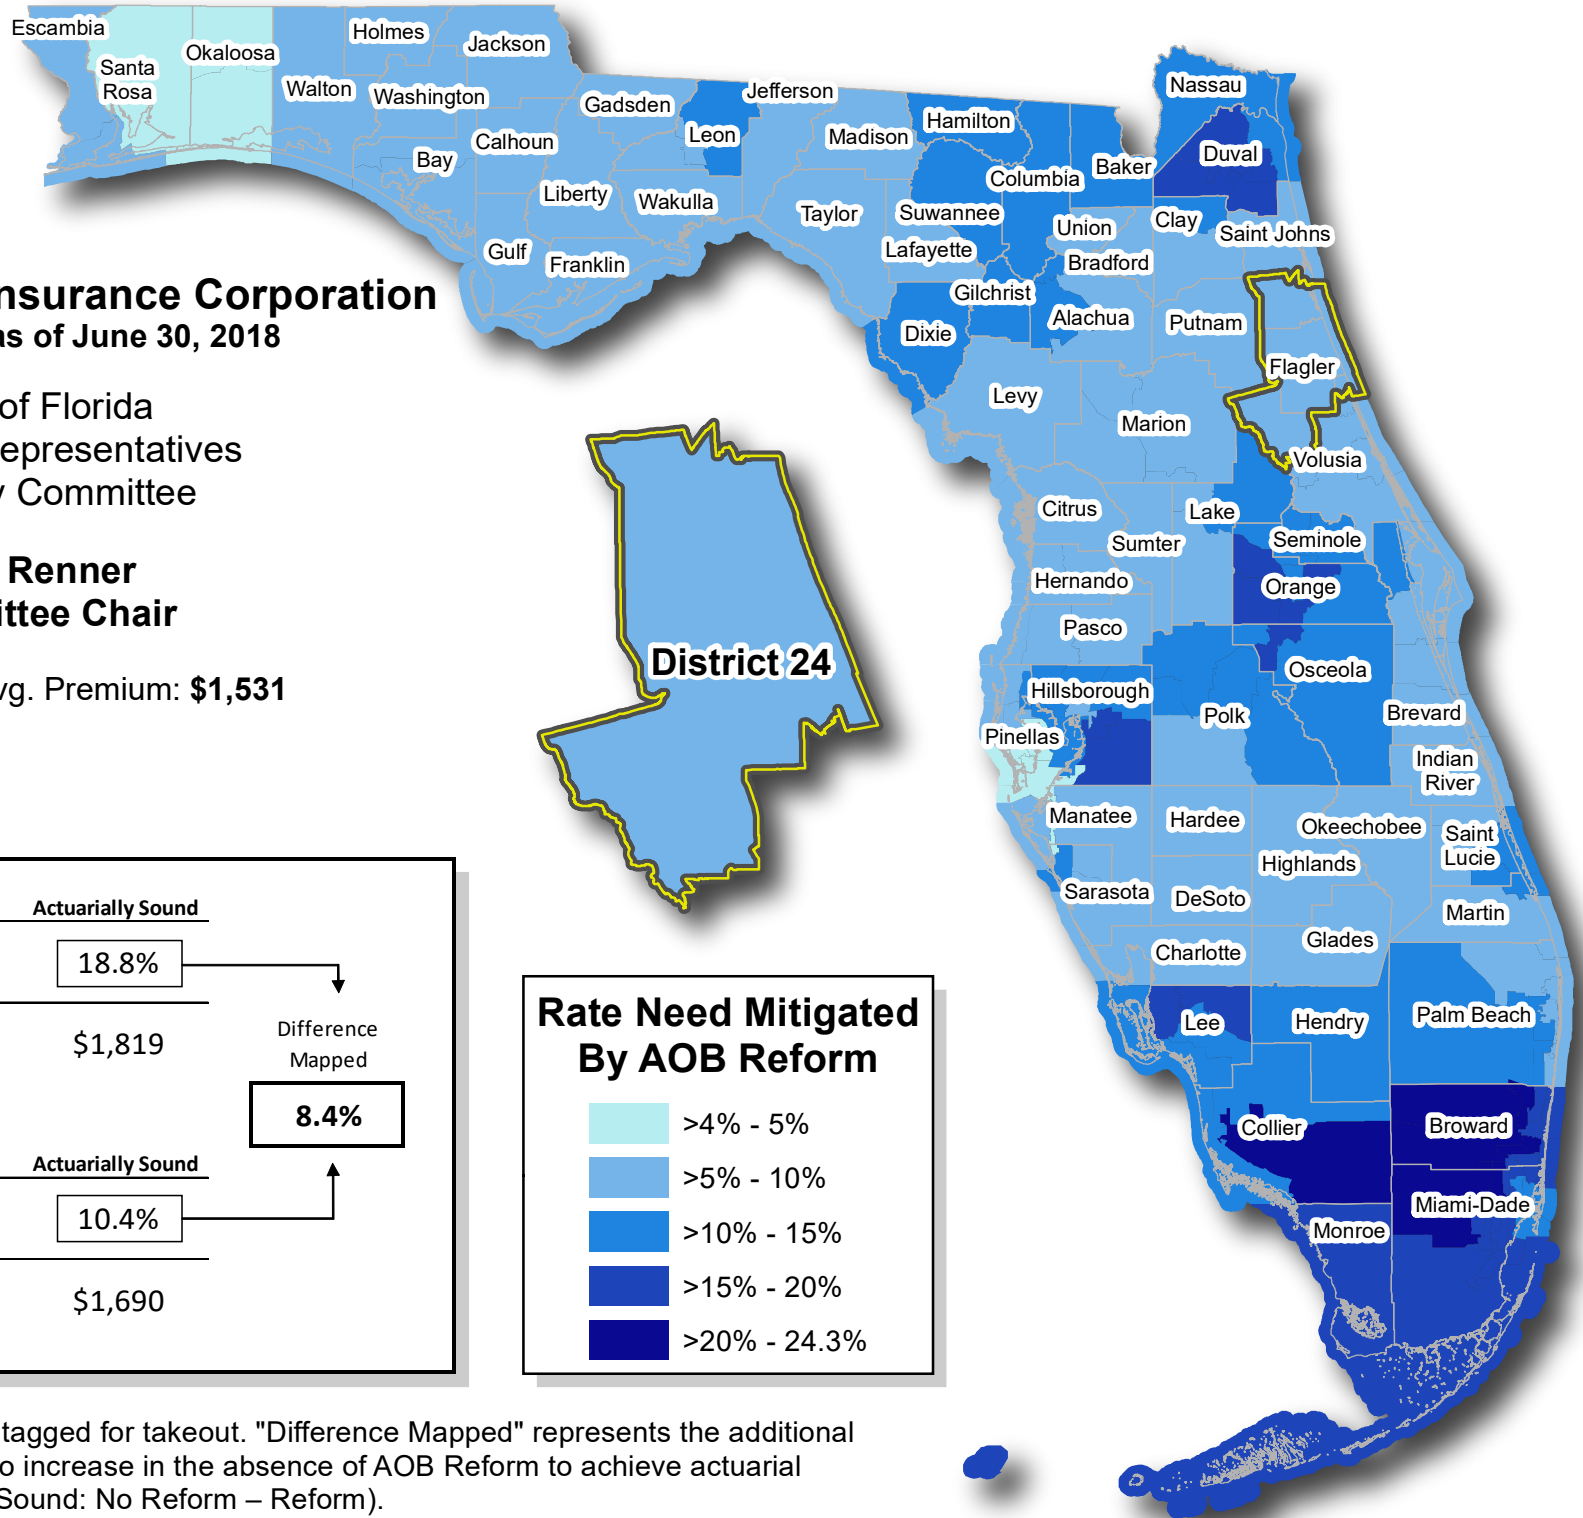 Escambia
Santa
Rosa
Okaloosa
Holmes
Jackson
Walton
Washington
Bay
Calhoun
Gulf
Gadsden
Liberty
Franklin
Leon
Wakulla
Jefferson
Madison
Taylor
Hamilton
Suwannee
Lafayette
Columbia
Baker
Nassau
Duval
Union
Bradford
Clay
Saint Johns
Gilchrist
Dixie
Alachua
Putnam
Flagler
Levy
Marion
Volusia
Citrus
Sumter
Lake
Seminole
Hernando
Orange
Pasco
Osceola
Hillsborough
Polk
Brevard
Pinellas
Indian
River
Manatee
Hardee
Okeechobee
Saint
Lucie
Highlands
Sarasota
DeSoto
Martin
Charlotte
Glades
Lee
Hendry
Palm Beach
Collier
Broward
Miami-Dade
Monroe
nsurance Corporation
as of June 30, 2018
of Florida
epresentatives
Committee
Renner
ittee Chair
vg. Premium: $1,531
District 24
Actuarially Sound
18.8%
$1,819
Difference
Mapped
8.4%
Actuarially Sound
10.4%
$1,690
Rate Need Mitigated
By AOB Reform
>4% - 5%
>5% - 10%
>10% - 15%
>15% - 20%
>20% - 24.3%
tagged for takeout. "Difference Mapped" represents the additional
o increase in the absence of AOB Reform to achieve actuarial
Sound: No Reform – Reform).